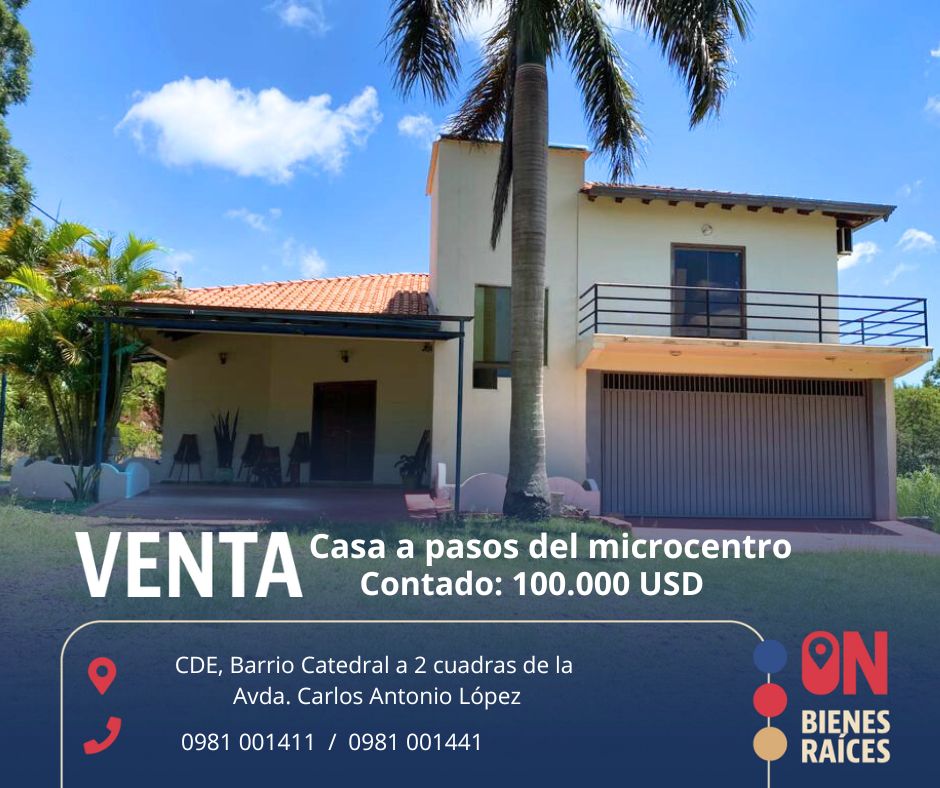 VENTA
Casa a pasos del microcentro
Contado: 100.000 USD
CDE, Barrio Catedral a 2 cuadras de la
Avda. Carlos Antonio López
0981 001411 / 0981 001441
ON
BIENES
RAÍCES